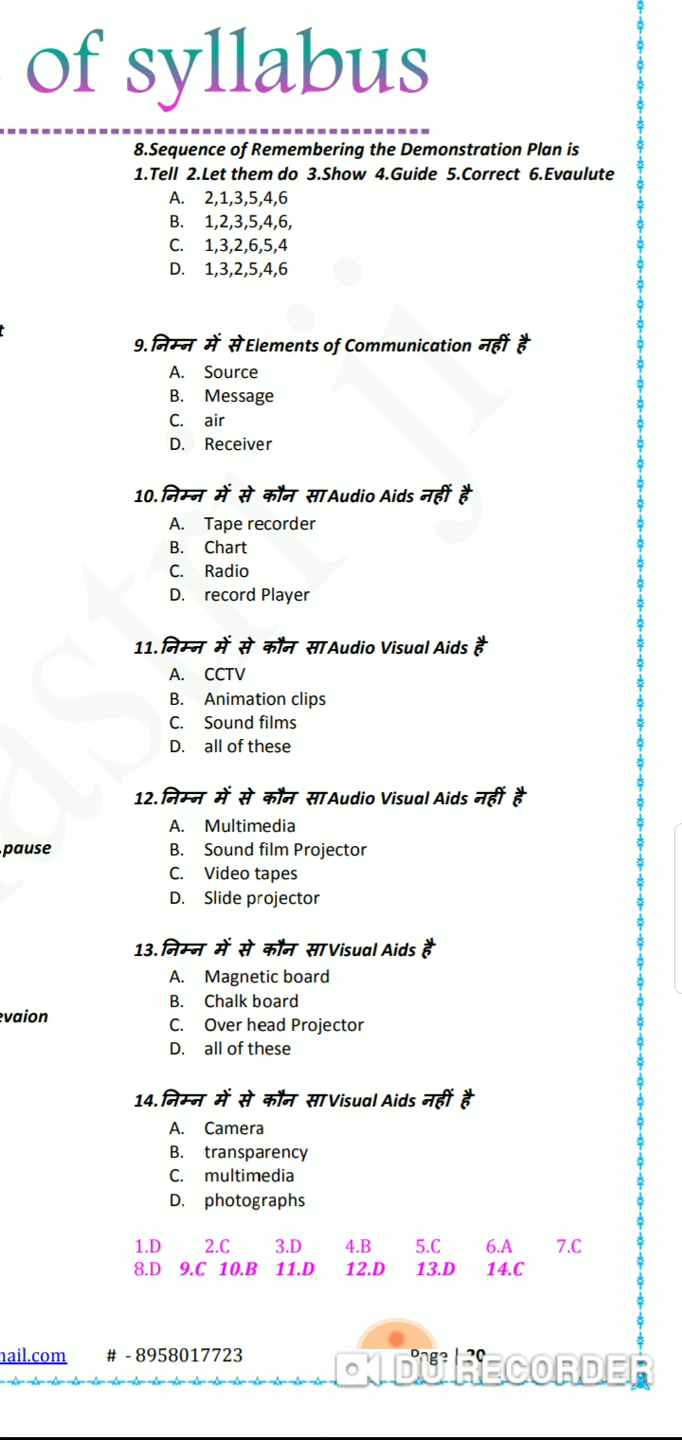 of syllabus
8.Sequence of Remembering the Demonstration Plan is
1.Tell 2.Let them do 3.Show 4.Guide 5.Correct 6.Evaulute
A. 2,1,3,5,4,6
B. 1,2,3,5,4,6,
C. 1,3,2,6,5,4
D. 1,3,2,5,4,6
t
9.निम्न में से Elements of Communication नहीं है
A. Source
B. Message
C. air
D. Receiver
10.निम्न में से कौन सा Audio Aids नहीं है
A. Tape recorder
B. Chart
C. Radio
D. record Player
11.निम्न में से कौन सा Audio Visual Aids है
A. CCTV
B. Animation clips
C. Sound films
D. all of these
12.निम्न में से कौन सा Audio Visual Aids नहीं है
A. Multimedia
.pause
B. Sound film Projector
C. Video tapes
D. Slide projector
13.निम्न में से कौन सा Visual Aids है
A. Magnetic board
B. Chalk board
evaion
C. Over head Projector
D. all of these
14.निम्न में से कौन सा Visual Aids नहीं है
A. Camera
B. transparency
C. multimedia
D. photographs
1.D 2.C 3.D 4.B 5.C 6.A 7.C
8.D 9.C 10.B 11.D 12.D 13.D 14.C
mail.com # - 8958017723 Page | 20
DU RECORDER
astri ji